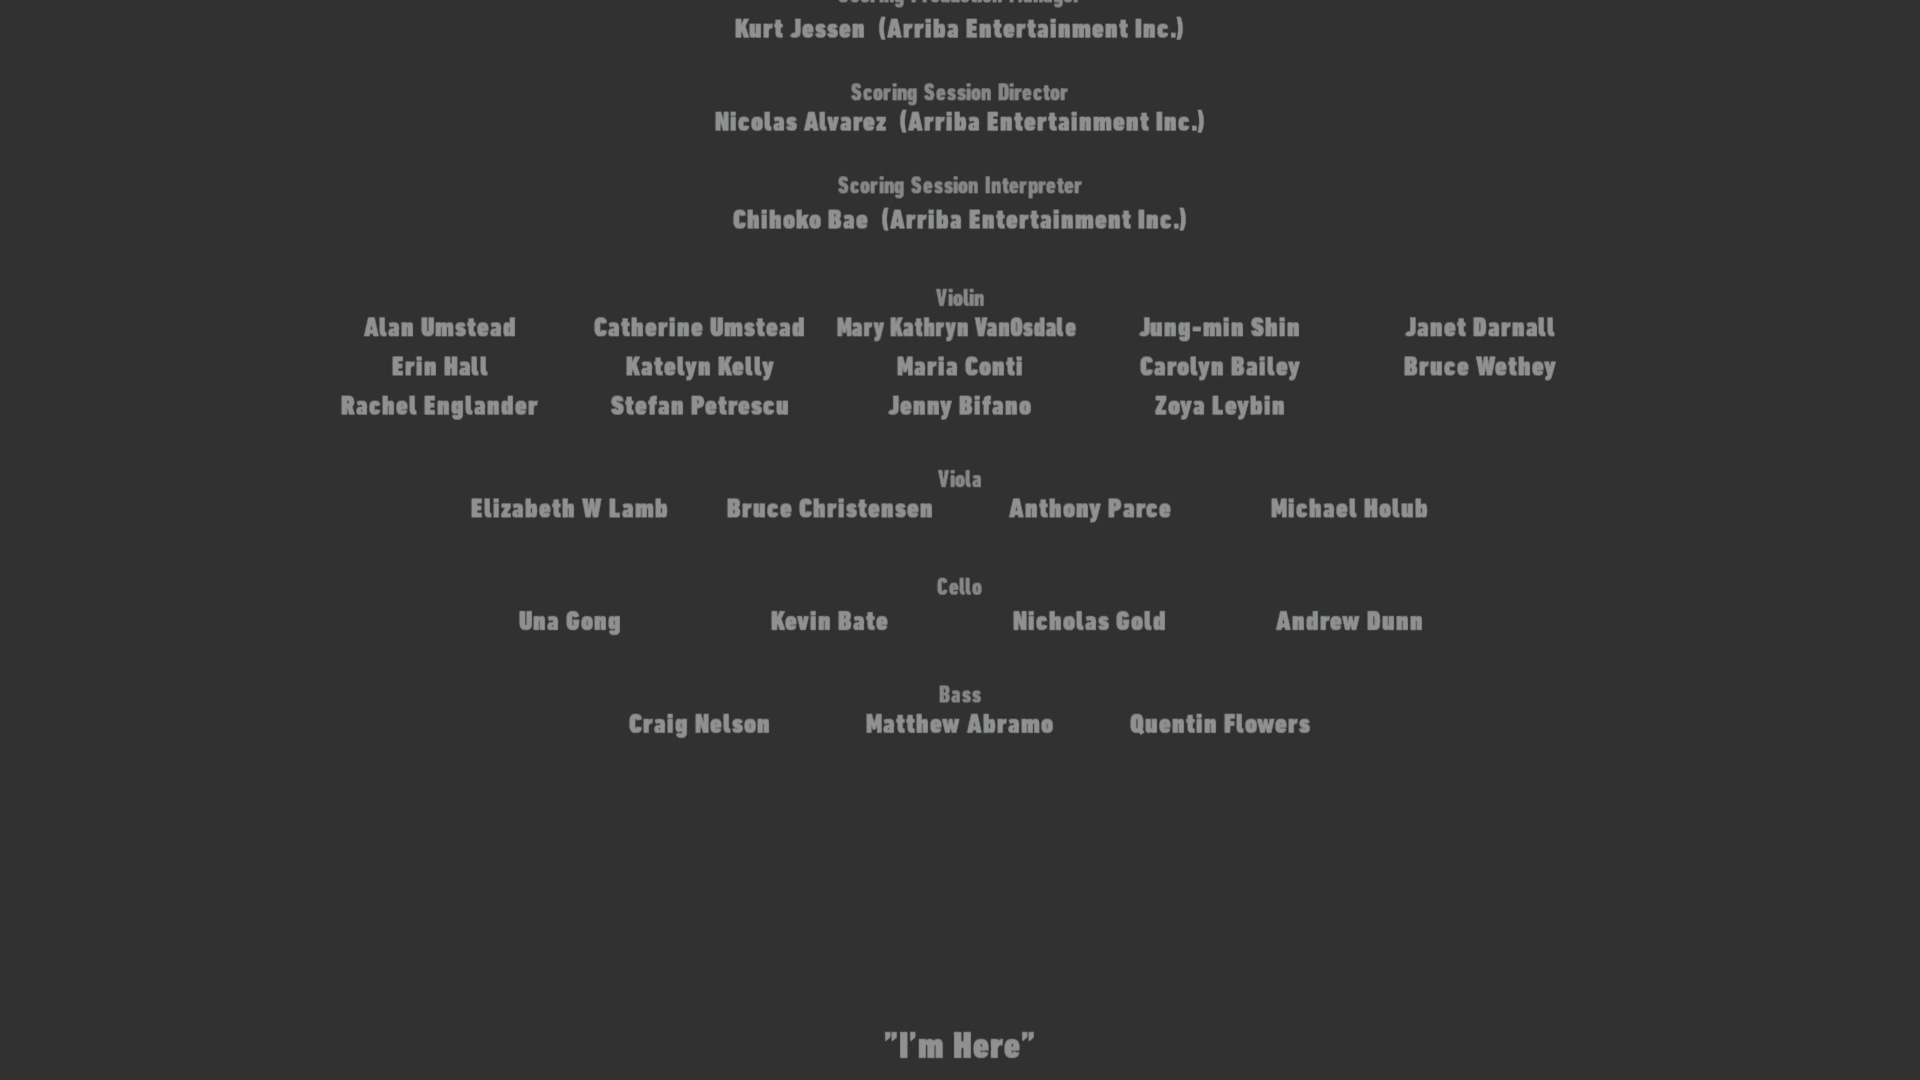 Scoring Production Manager
Kurt Jessen (Arriba Entertainment Inc.)
Scoring Session Director
Nicolas Alvarez (Arriba Entertainment Inc.)
Scoring Session Interpreter
Chihoko Bae (Arriba Entertainment Inc.)
Violin
Alan Umstead Catherine Umstead Mary Kathryn VanOsdale Jung-min Shin Janet Darnall
Erin Hall Katelyn Kelly Maria Conti Carolyn Bailey Bruce Wethey
Rachel Englander Stefan Petrescu Jenny Bifano Zoya Leybin
Viola
Elizabeth W Lamb Bruce Christensen Anthony Parce Michael Holub
Cello
Una Gong Kevin Bate Nicholas Gold Andrew Dunn
Bass
Craig Nelson Matthew Abramo Quentin Flowers
"I'm Here"